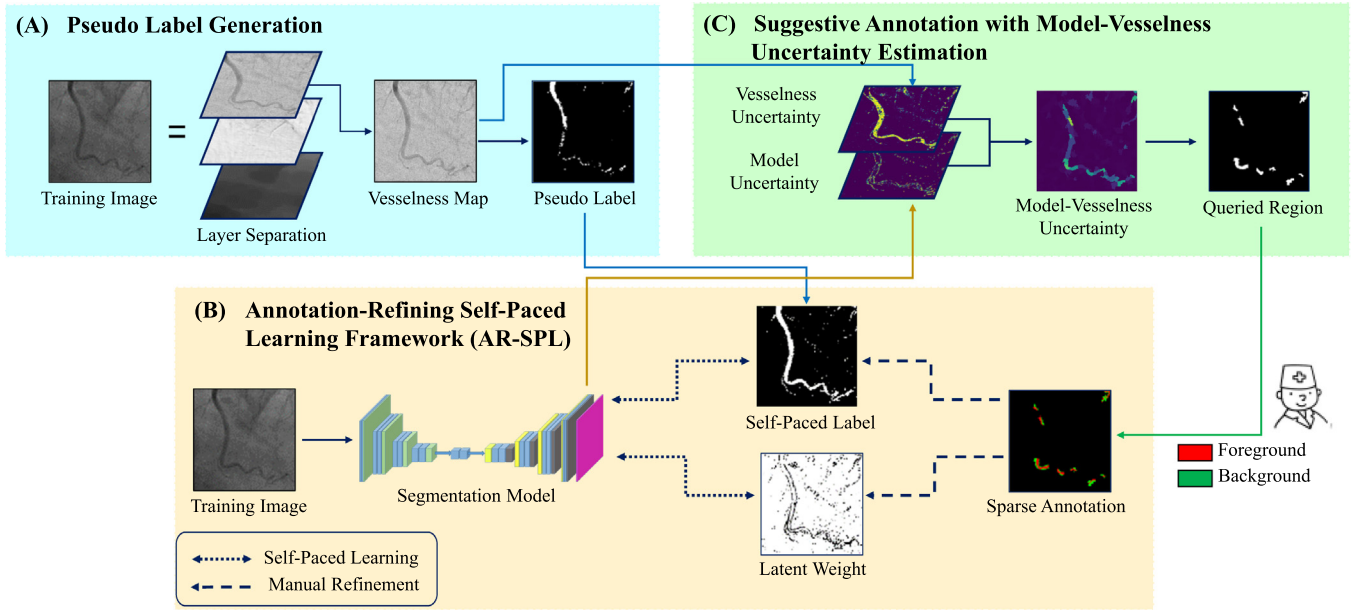 (A) Pseudo Label Generation
Training Image
=
Layer Separation
Vesselness Map
Pseudo Label
(C) Suggestive Annotation with Model-Vesselness
Uncertainty Estimation
Vesselness
Uncertainty
Model
Uncertainty
Model-Vesselness
Uncertainty
Queried Region
(B) Annotation-Refining Self-Paced
Learning Framework (AR-SPL)
Training Image
Segmentation Model
Self-Paced Label
Latent Weight
Sparse Annotation
Foreground
Background
Self-Paced Learning
Manual Refinement